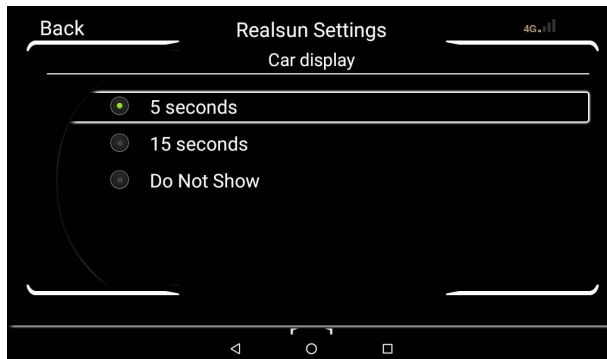 Back
Realsun Settings
4G
Car display
5 seconds
15 seconds
Do Not Show